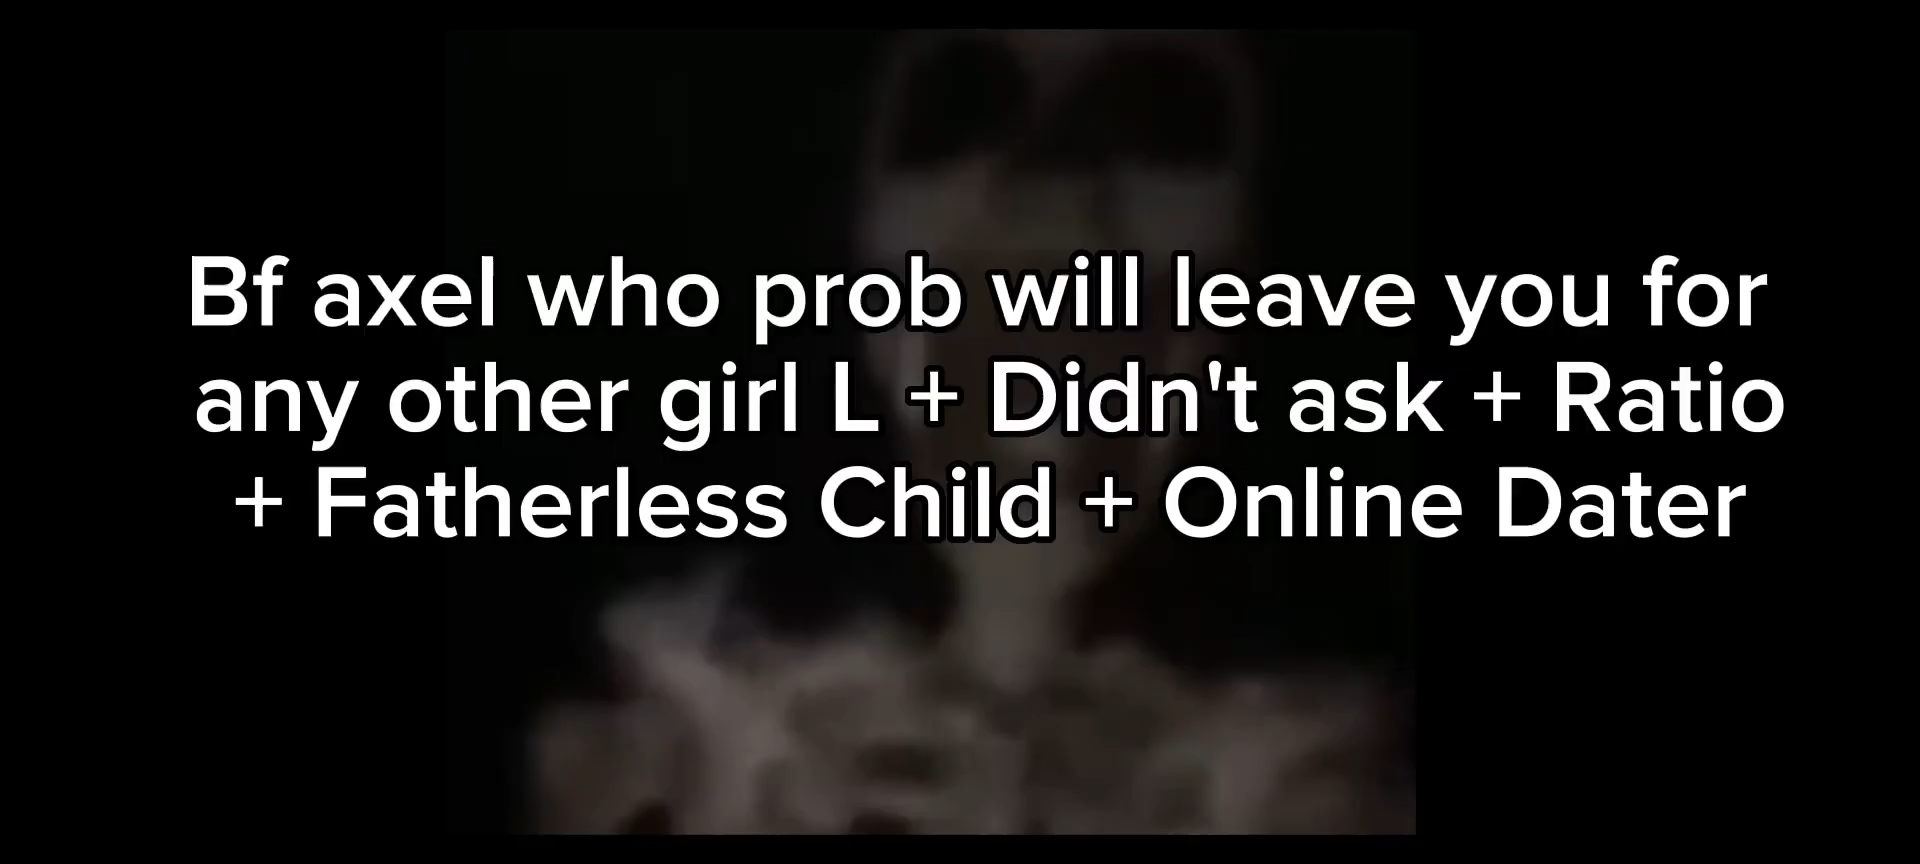 Bf axel who prob will leave you for
any other girl L + Didn't ask + Ratio
+ Fatherless Child + Online Dater